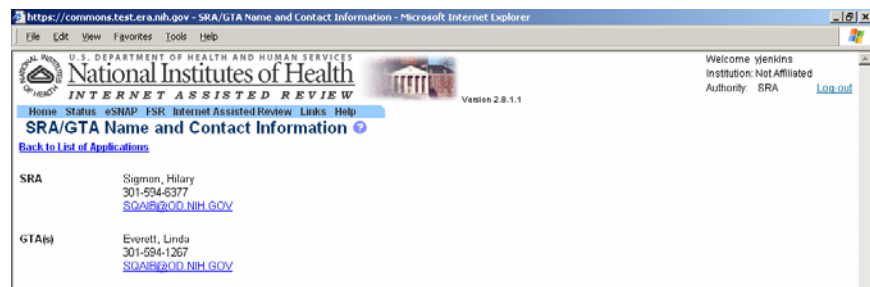 https://commons.test.era.nih.gov - SRA/GTA Name and Contact Information - Microsoft Internet Explorer
File Edit View Favorites Tools Help
U.S. DEPARTMENT OF HEALTH AND HUMAN SERVICES
National Institutes of Health
INTERNET ASSISTED REVIEW
Version 2.8.1.1
Welcome yjenkins
Institution: Not Affiliated
Authority: SRA Log-out
Home Status eSNAP FSR Internet Assisted Review Links Help
SRA/GTA Name and Contact Information ?
Back to List of Applications
SRA Sigmon, Hilary
301-594-6377
SQAIB@OD.NIH.GOV
GTA(s) Everett, Linda
301-594-1267
SQAIB@OD.NIH.GOV